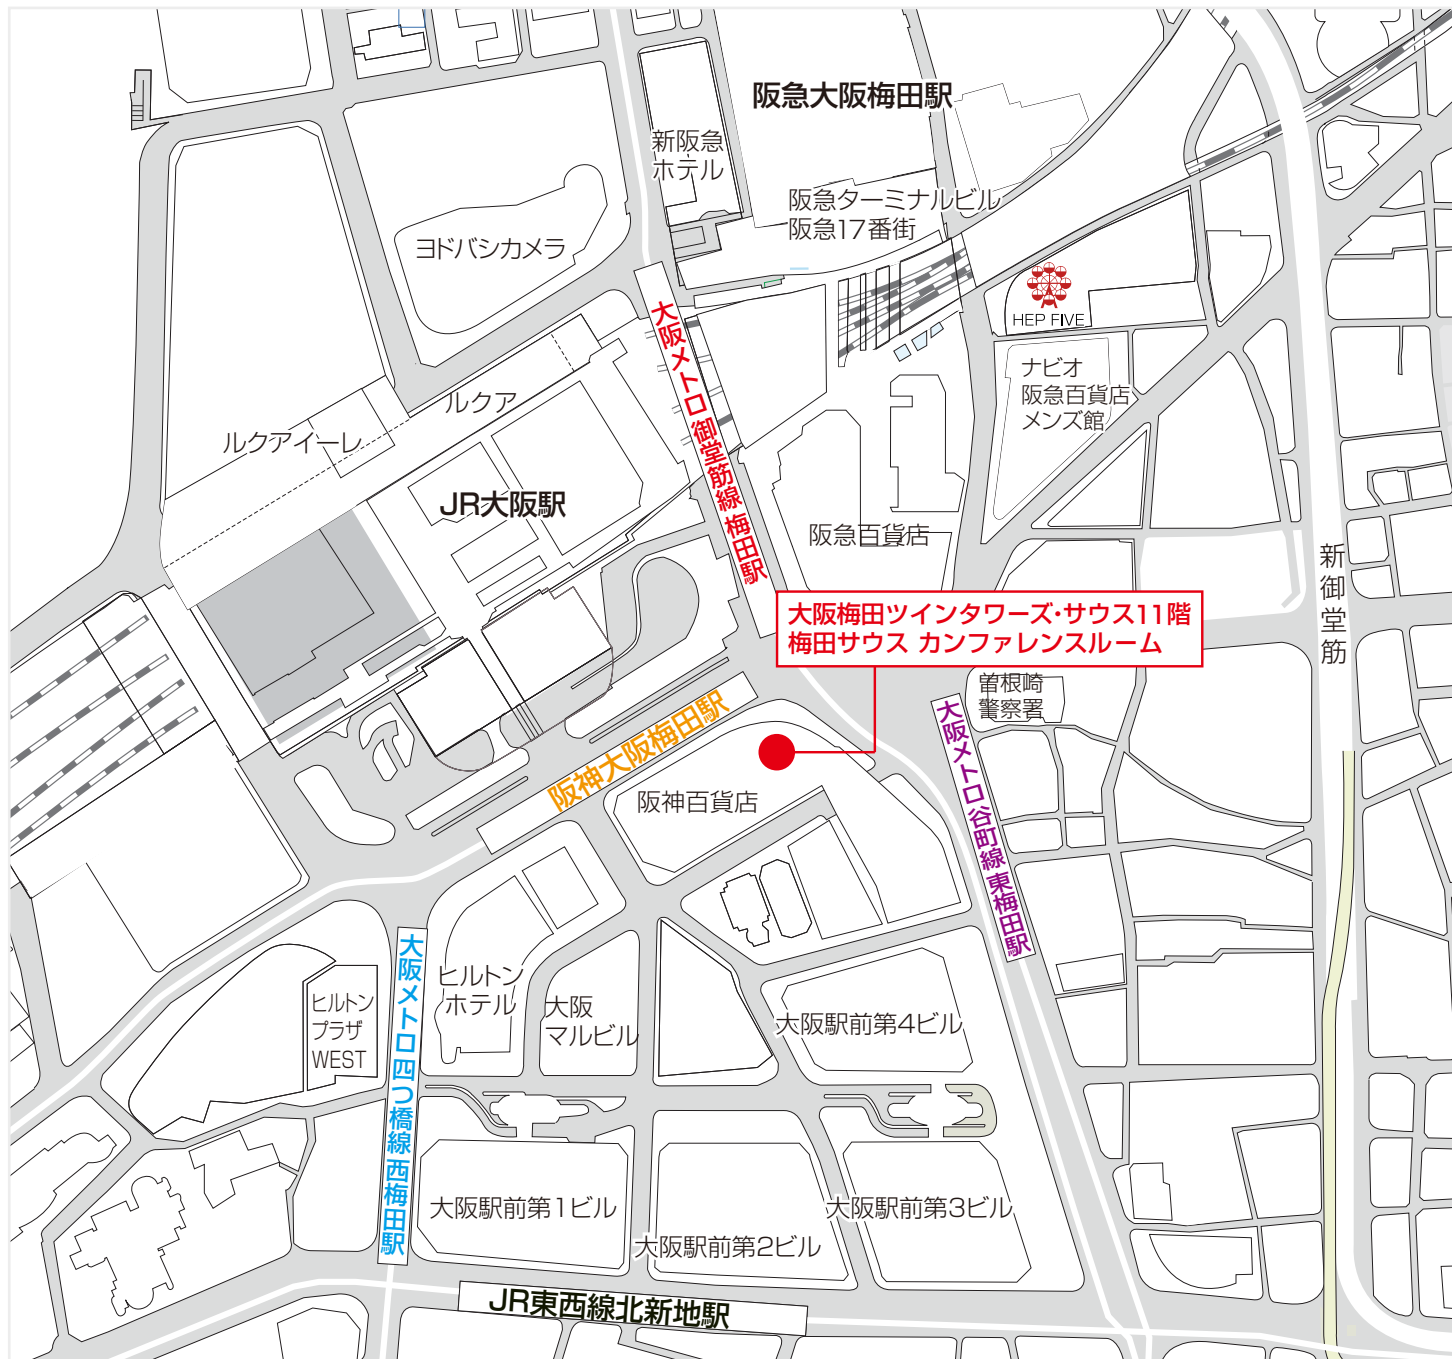 阪急大阪梅田駅
新阪急
ホテル
阪急ターミナルビル
阪急17番街
ヨドバシカメラ
HEP FIVE
大阪メトロ 御堂筋線 梅田駅
ナビオ
阪急百貨店
メンズ館
ルクア
ルクアイーレ
JR大阪駅
阪急百貨店
新御堂筋
大阪梅田ツインタワーズ・サウス11階
梅田サウス カンファレンスルーム
曽根崎
警察署
阪神大阪梅田駅
大阪メトロ 谷町線 東梅田駅
阪神百貨店
大阪メトロ 四つ橋線 西梅田駅
ヒルトン
ホテル
ヒルトン
プラザ
WEST
大阪
マルビル
大阪駅前第4ビル
大阪駅前第1ビル
大阪駅前第2ビル
大阪駅前第3ビル
JR東西線北新地駅